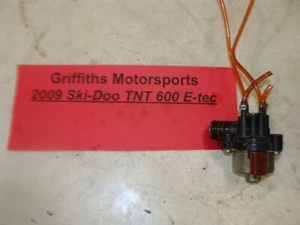 Griffiths Motorsports
2009 Ski-Doo TNT 600 E-tec